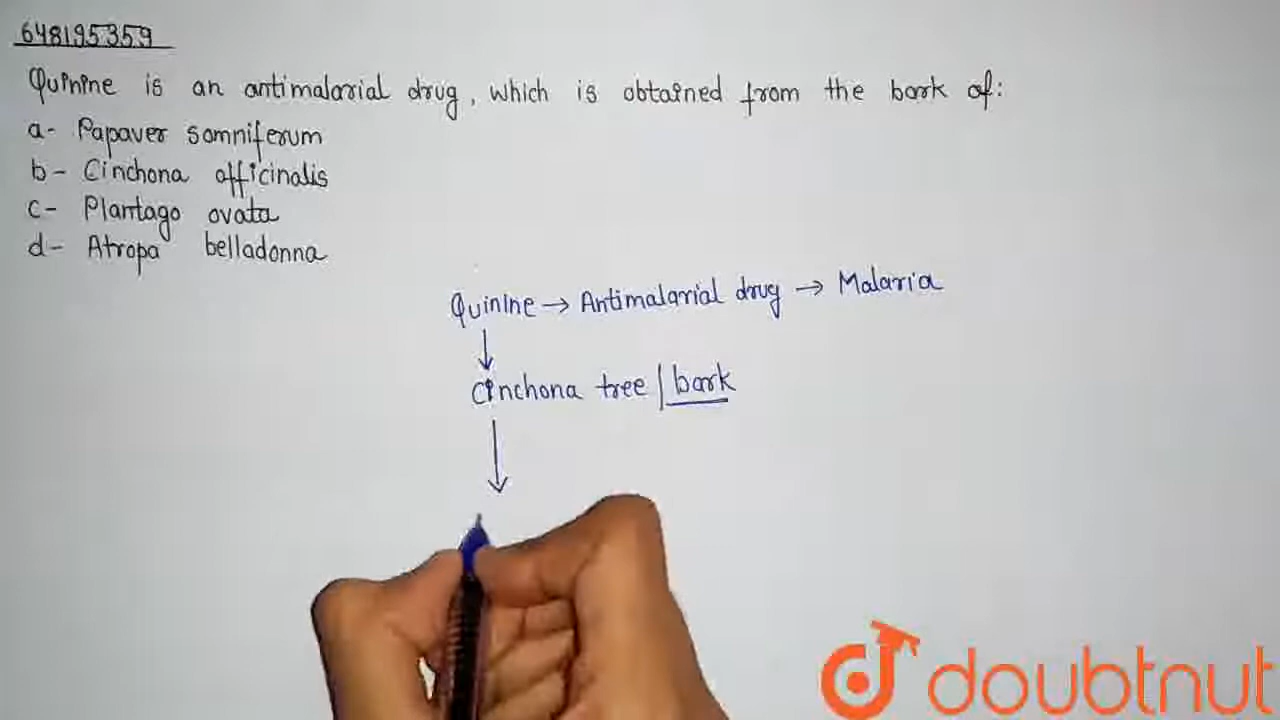 648195359
Quinine is an antimalarial drug, which is obtained from the bark of:
a- Papaver somniferum
b- Cinchona officinalis
c- Plantago ovata
d- Atropa belladonna
Quinine → Antimalarial drug → Malaria
↓
Cinchona tree | bark
↓
doubtnut